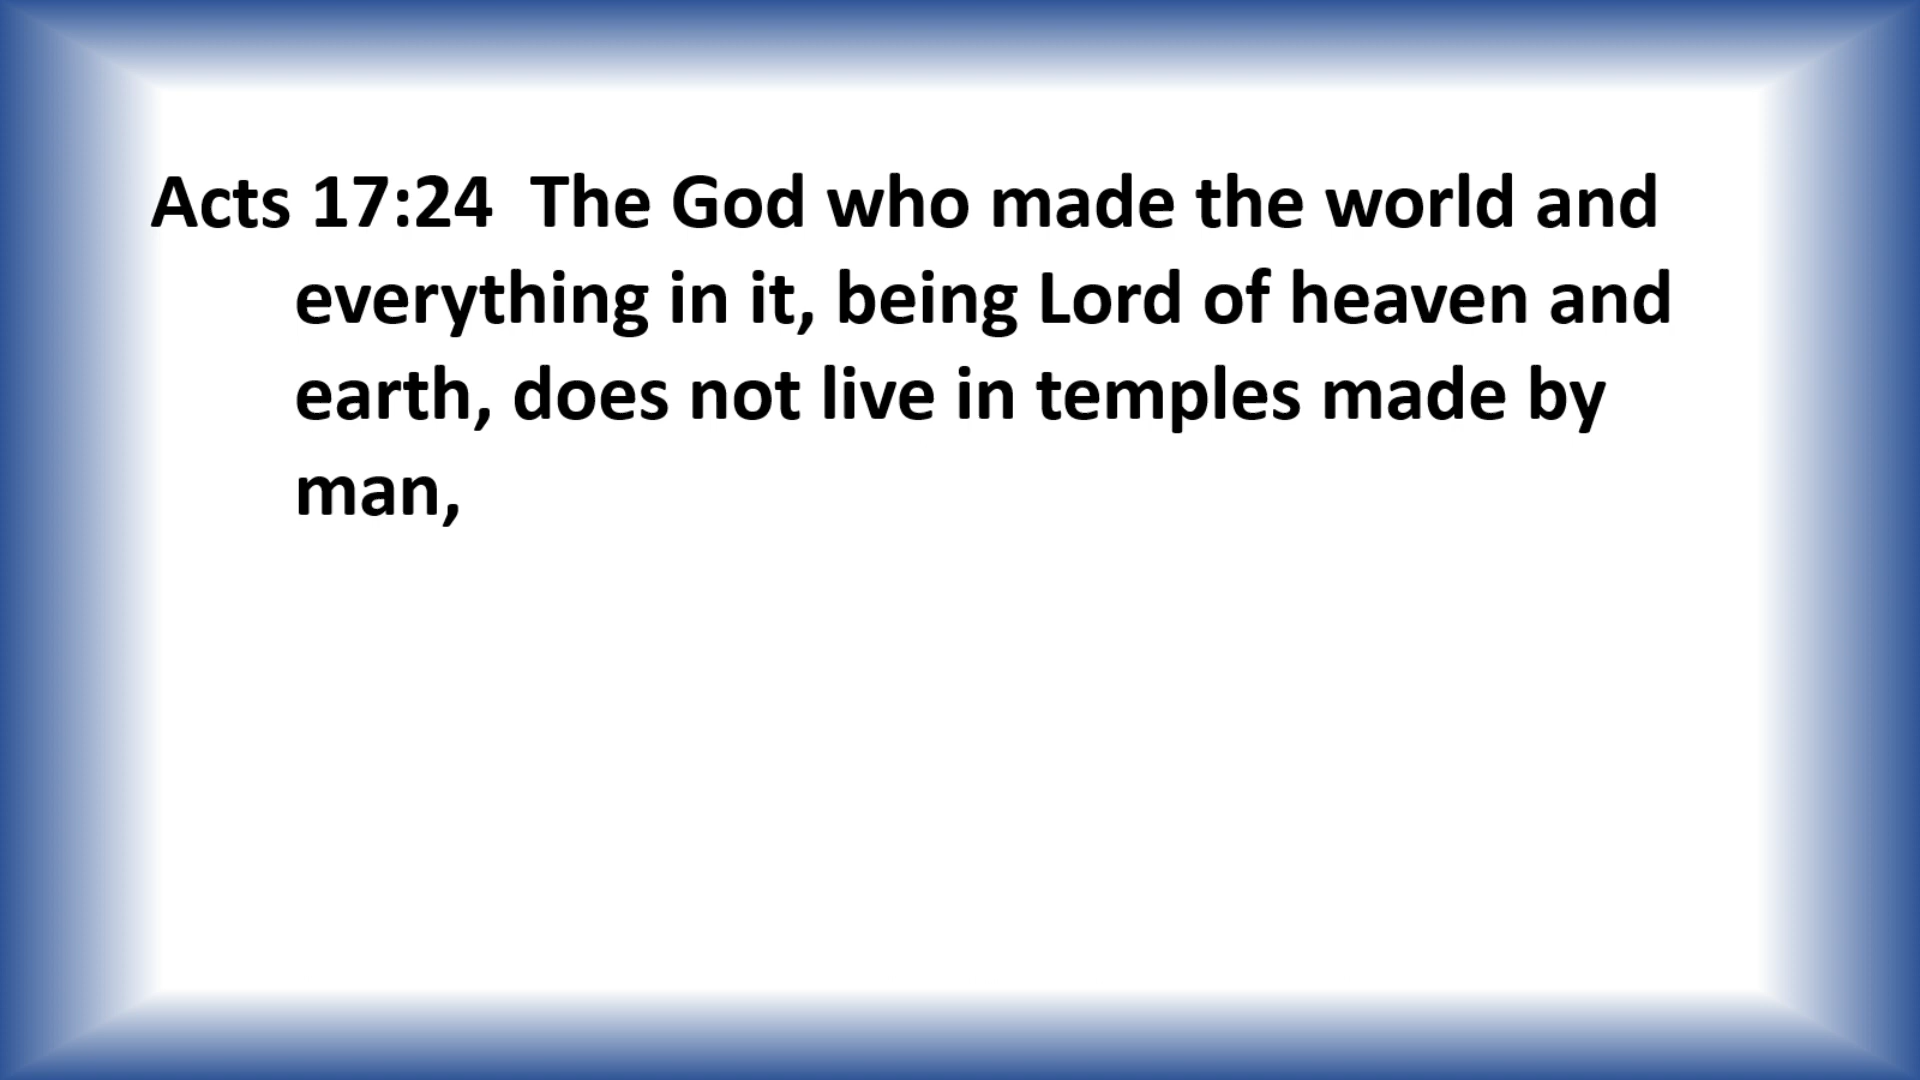 Acts 17:24  The God who made the world and
everything in it, being Lord of heaven and
earth, does not live in temples made by
man,